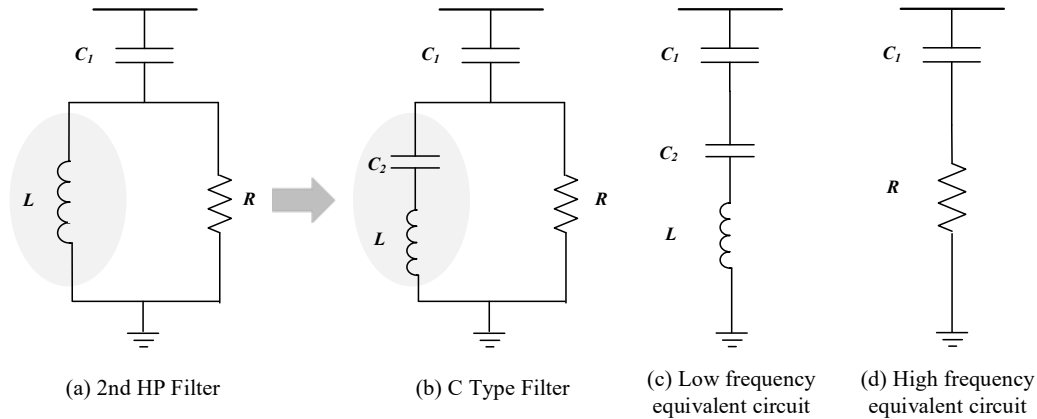 C1
C1
C1
C1
L
R
C2
L
R
C2
L
R
(a) 2nd HP Filter
(b) C Type Filter
(c) Low frequency
equivalent circuit
(d) High frequency
equivalent circuit